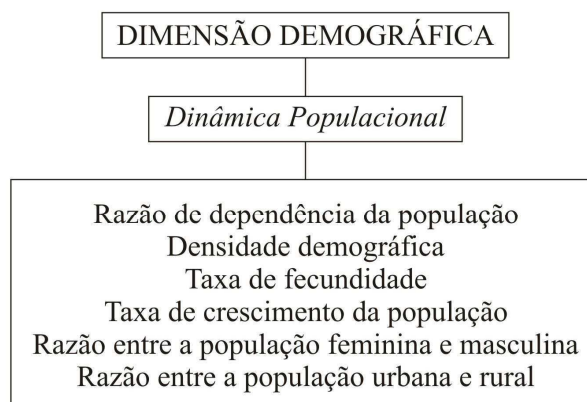 DIMENSÃO DEMOGRÁFICA
Dinâmica Populacional
Razão de dependência da população
Densidade demográfica
Taxa de fecundidade
Taxa de crescimento da população
Razão entre a população feminina e masculina
Razão entre a população urbana e rural